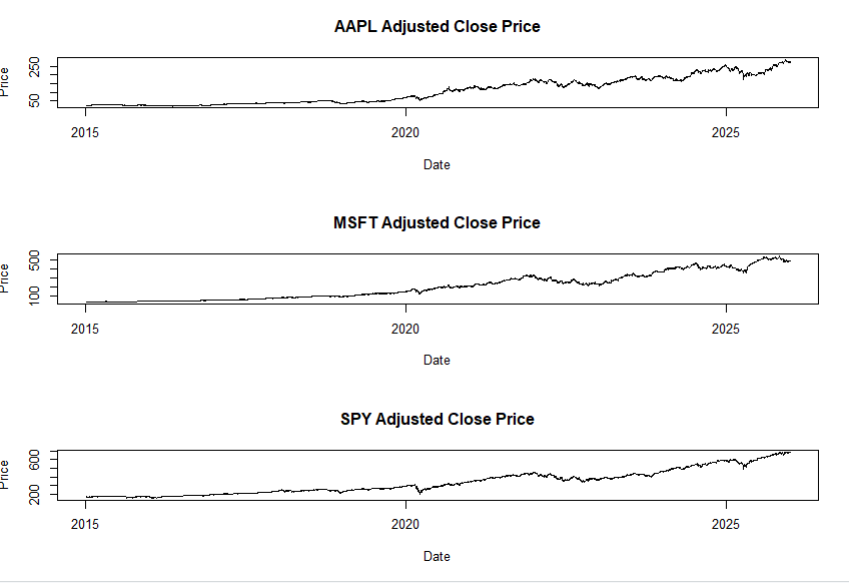 AAPL Adjusted Close Price
Price
250
50
2015 2020 2025
Date
MSFT Adjusted Close Price
Price
500
100
2015 2020 2025
Date
SPY Adjusted Close Price
Price
600
200
2015 2020 2025
Date